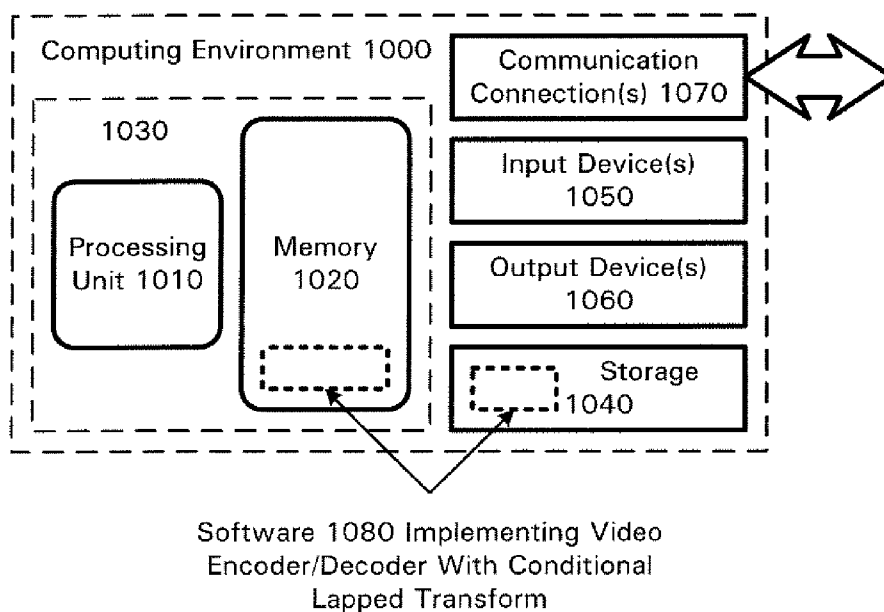 Computing Environment 1000
Communication
Connection(s) 1070
1030
Input Device(s)
1050
Processing
Unit 1010
Memory
1020
Output Device(s)
1060
Storage
1040
Software 1080 Implementing Video
Encoder/Decoder With Conditional
Lapped Transform